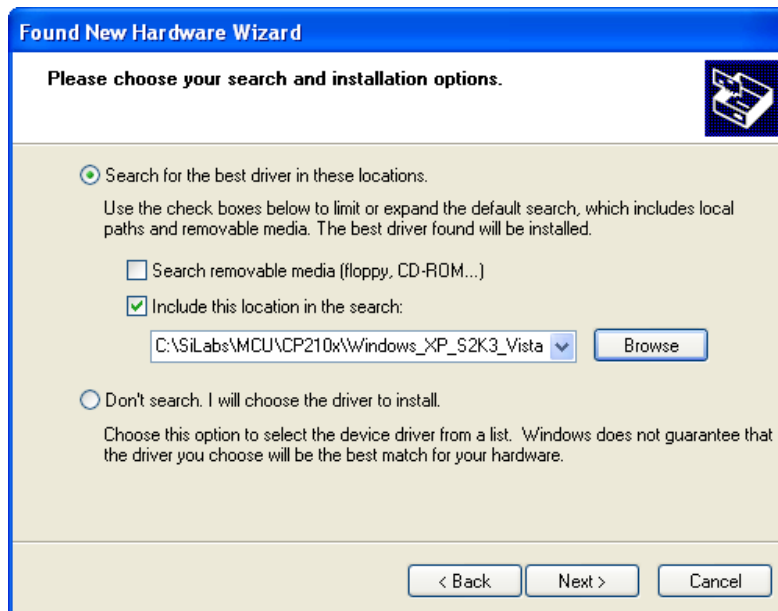 Found New Hardware Wizard
Please choose your search and installation options.
Search for the best driver in these locations.
Use the check boxes below to limit or expand the default search, which includes local
paths and removable media. The best driver found will be installed.
Search removable media (floppy, CD-ROM...)
Include this location in the search:
C:\SiLabs\MCU\CP210x\Windows_XP_S2K3_Vista
Browse
Don't search. I will choose the driver to install.
Choose this option to select the device driver from a list. Windows does not guarantee that
the driver you choose will be the best match for your hardware.
< Back Next > Cancel